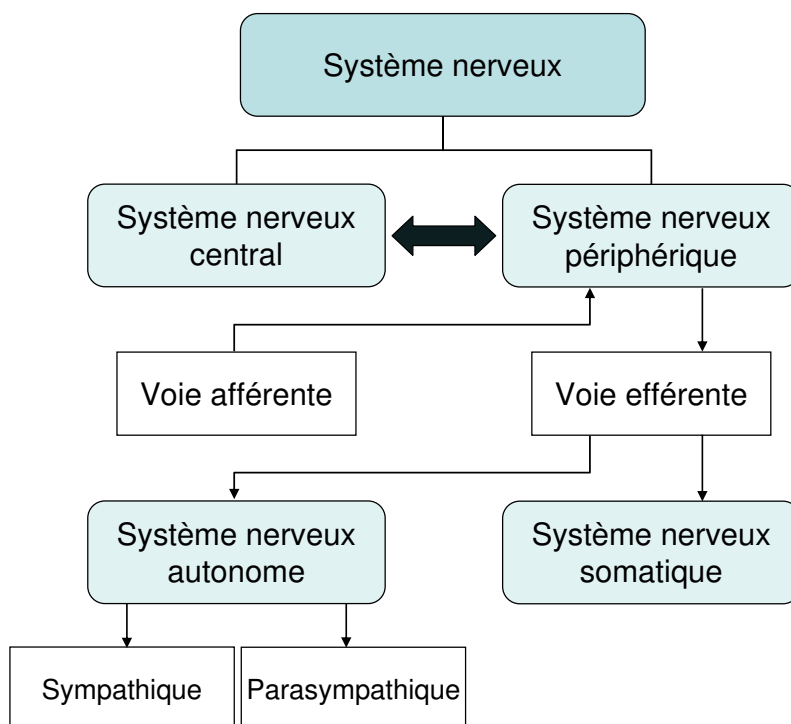 Système nerveux
Système nerveux
central
Système nerveux
périphérique
Voie afférente
Voie efférente
Système nerveux
autonome
Système nerveux
somatique
Sympathique
Parasympathique